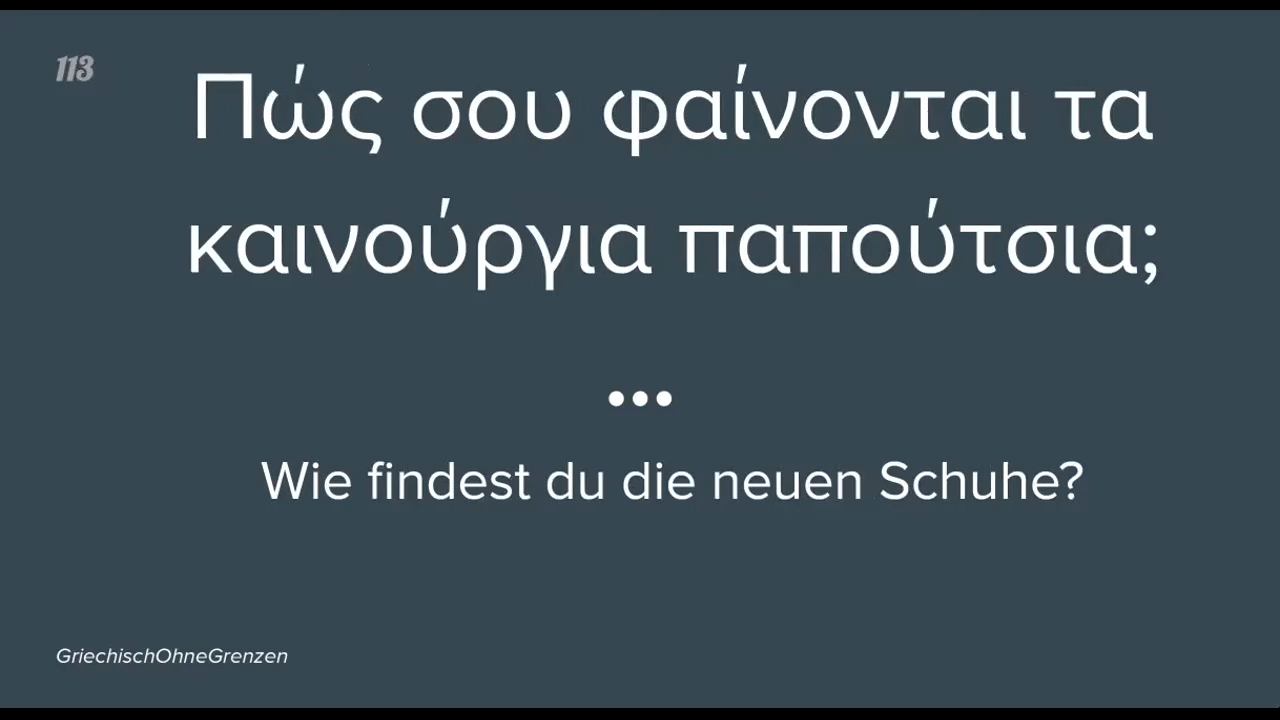 113
Πώς σου φαίνονται τα
καινούργια παπούτσια;
...
Wie findest du die neuen Schuhe?
GriechischOhneGrenzen